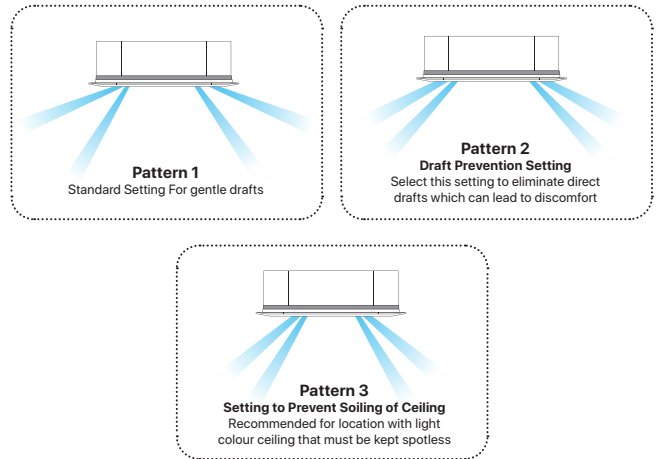 Pattern 1
Standard Setting For gentle drafts
Pattern 2
Draft Prevention Setting
Select this setting to eliminate direct
drafts which can lead to discomfort
Pattern 3
Setting to Prevent Soiling of Ceiling
Recommended for location with light
colour ceiling that must be kept spotless